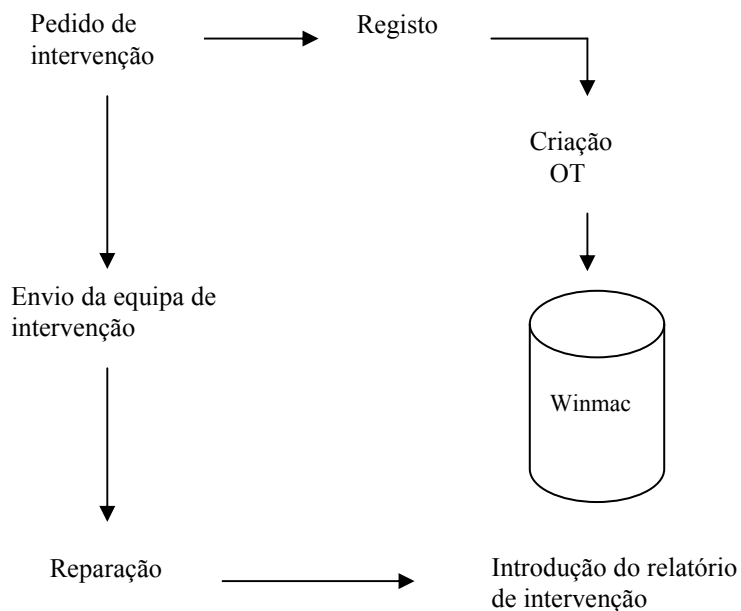 Pedido de
intervenção
Registo
Criação
OT
Envio da equipa de
intervenção
Winmac
Reparação
Introdução do relatório
de intervenção